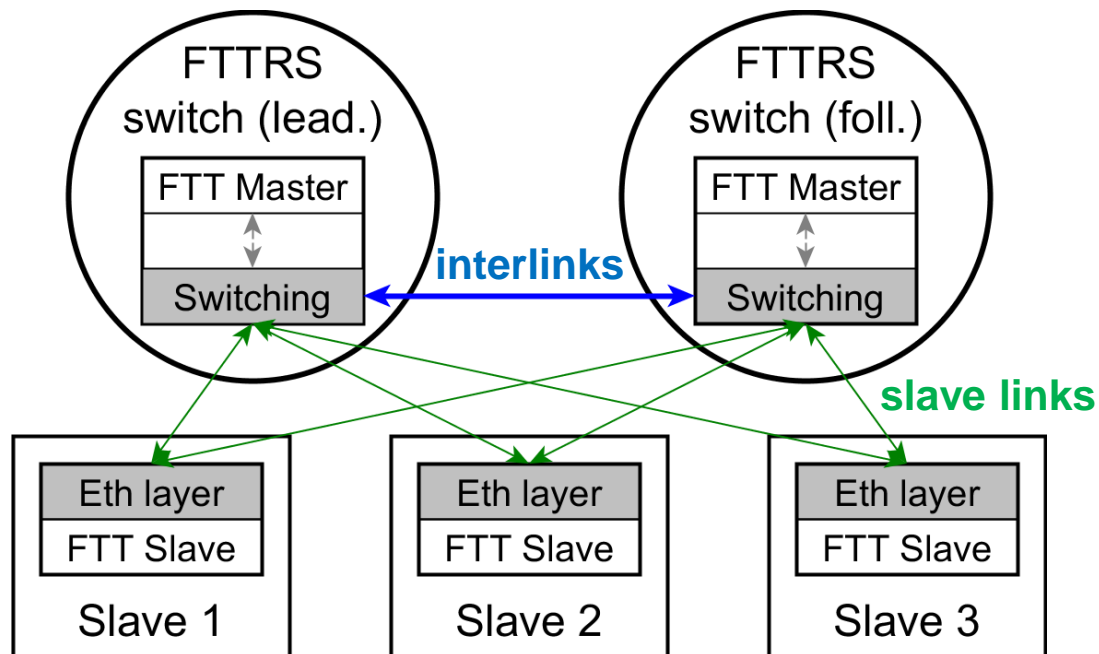 FTTRS
switch (lead.)
FTT Master
Switching
FTTRS
switch (foll.)
FTT Master
Switching
interlinks
slave links
Eth layer
FTT Slave
Slave 1
Eth layer
FTT Slave
Slave 2
Eth layer
FTT Slave
Slave 3